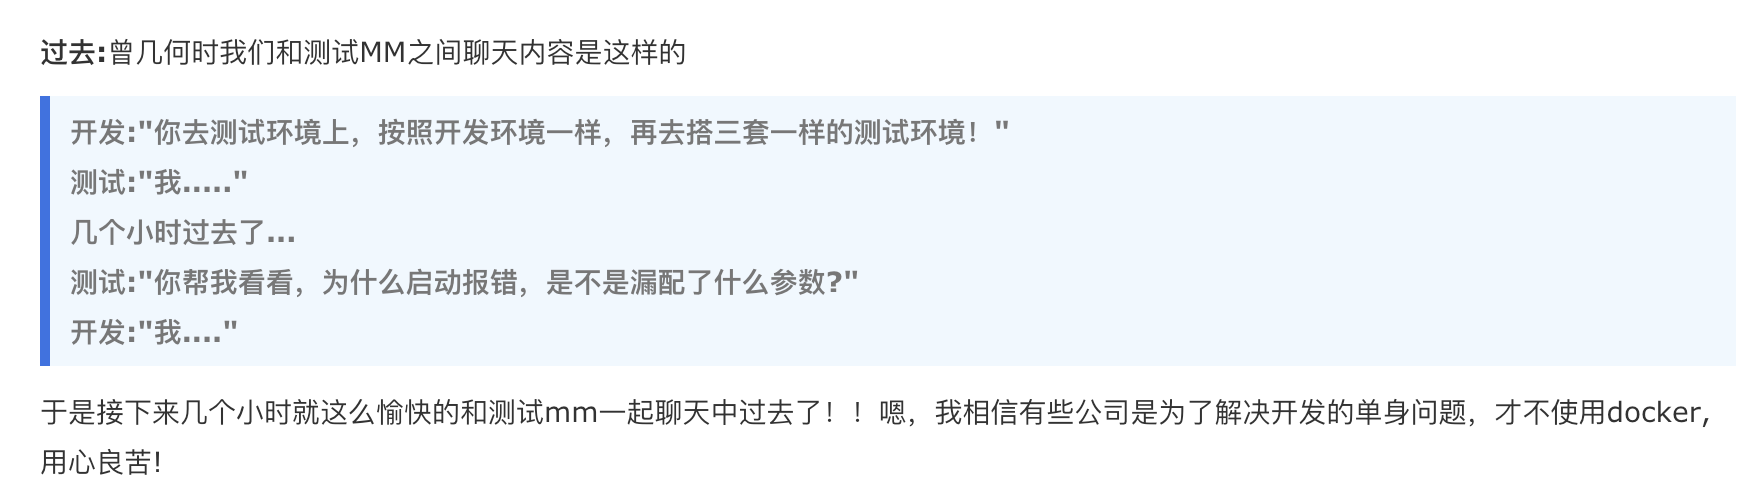 过去:曾几何时我们和测试MM之间聊天内容是这样的
开发:"你去测试环境上，按照开发环境一样，再去搭三套一样的测试环境！"
测试:"我....."
几个小时过去了...
测试:"你帮我看看，为什么启动报错，是不是漏配了什么参数?"
开发:"我...."
于是接下来几个小时就这么愉快的和测试mm一起聊天中过去了！！嗯，我相信有些公司是为了解决开发的单身问题，才不使用docker,
用心良苦!